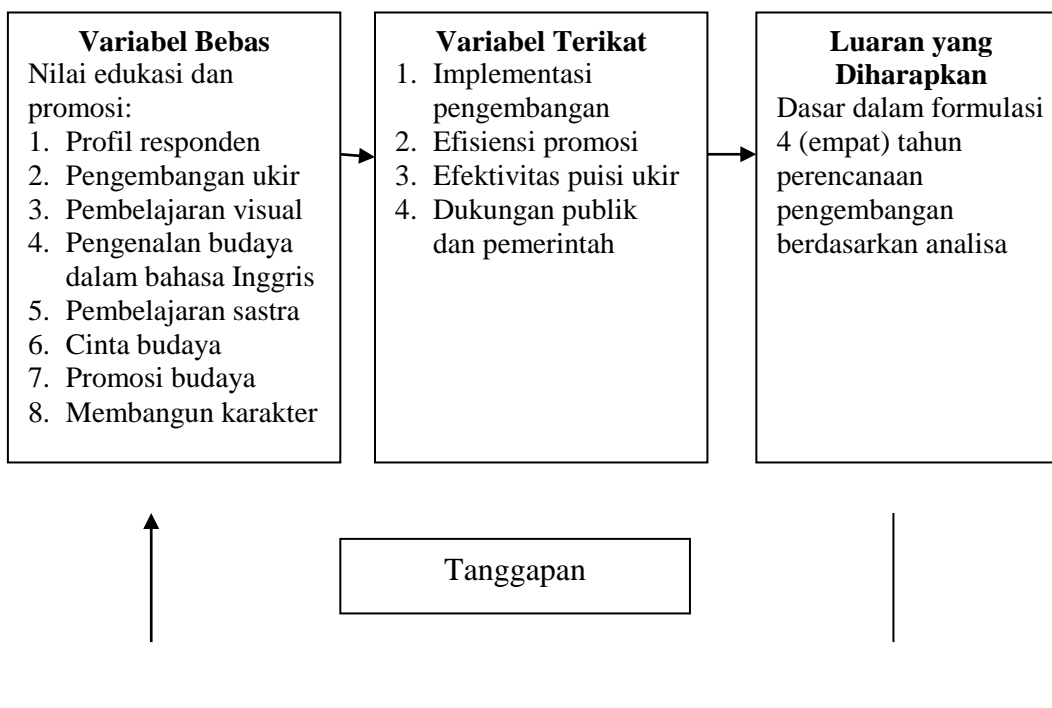 Variabel Bebas
Nilai edukasi dan
promosi:
1. Profil responden
2. Pengembangan ukir
3. Pembelajaran visual
4. Pengenalan budaya
dalam bahasa Inggris
5. Pembelajaran sastra
6. Cinta budaya
7. Promosi budaya
8. Membangun karakter
Variabel Terikat
1. Implementasi
pengembangan
2. Efisiensi promosi
3. Efektivitas puisi ukir
4. Dukungan publik
dan pemerintah
Luaran yang
Diharapkan
Dasar dalam formulasi
4 (empat) tahun
perencanaan
pengembangan
berdasarkan analisa
Tanggapan